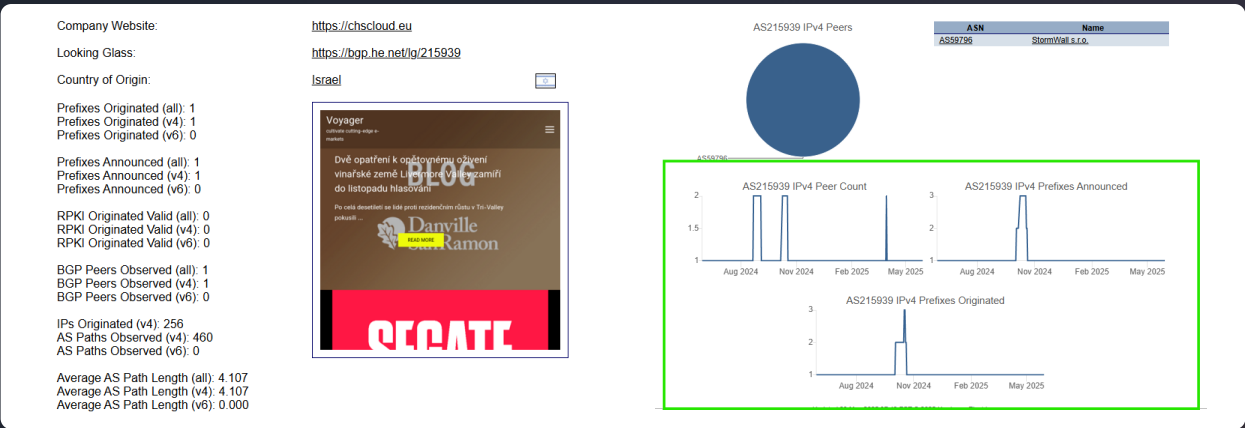 Company Website: https://chscloud.eu
Looking Glass: https://bgp.he.net/lg/215939
Country of Origin: Israel
Prefixes Originated (all): 1
Prefixes Originated (v4): 1
Prefixes Originated (v6): 0
Prefixes Announced (all): 1
Prefixes Announced (v4): 1
Prefixes Announced (v6): 0
RPKI Originated Valid (all): 0
RPKI Originated Valid (v4): 0
RPKI Originated Valid (v6): 0
BGP Peers Observed (all): 1
BGP Peers Observed (v4): 1
BGP Peers Observed (v6): 0
IPs Originated (v4): 256
AS Paths Observed (v4): 460
AS Paths Observed (v6): 0
Average AS Path Length (all): 4.107
Average AS Path Length (v4): 4.107
Average AS Path Length (v6): 0.000
Voyager
cultivate cutting-edge e-
markets
Dvě opatření k opětovnému oživení
vinařské země Livermore Valley zamíří
do listopadu hlasování
BLOG
Po celá desetiletí se lidé proti rezidenčním růstu v Tri-Valley
pokusili ...
Danville
San Ramon
READ MORE
SEGATE
AS215939 IPv4 Peers
AS59796
ASN Name
AS59796 StormWall s.r.o.
AS215939 IPv4 Peer Count
2
1.5
1
Aug 2024 Nov 2024 Feb 2025 May 2025
AS215939 IPv4 Prefixes Announced
3
2
1
Aug 2024 Nov 2024 Feb 2025 May 2025
AS215939 IPv4 Prefixes Originated
3
2
1
Aug 2024 Nov 2024 Feb 2025 May 2025